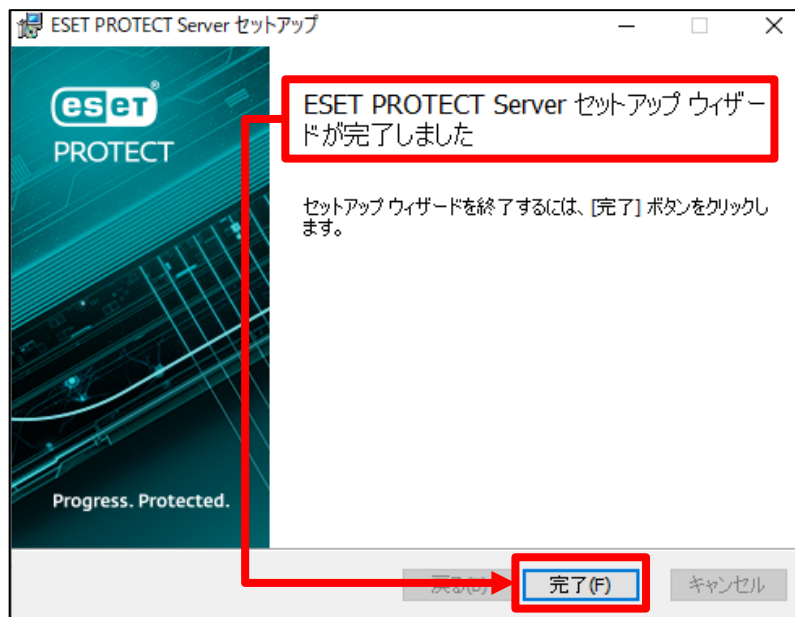 ESET PROTECT Server セットアップ
eseT
PROTECT
ESET PROTECT Server セットアップ ウィザー
ドが完了しました
セットアップ ウィザードを終了するには、[完了] ボタンをクリックし
ます。
Progress. Protected.
完了(F)
キャンセル